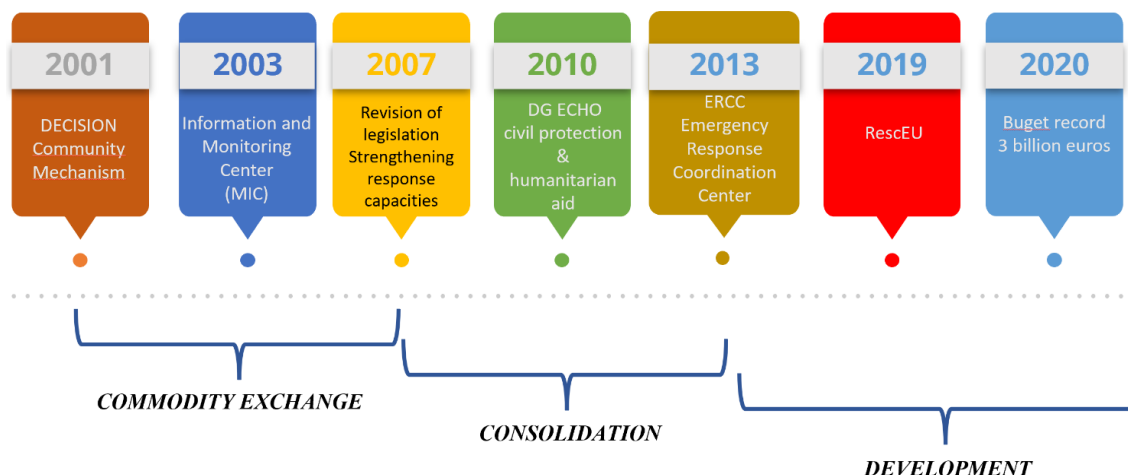 2001
DECISION
Community
Mechanism
2003
Information and
Monitoring
Center
(MIC)
2007
Revision of
legislation
Strengthening
response
capacities
2010
DG ECHO
civil protection
&
humanitarian
aid
2013
ERCC
Emergency
Response
Coordination
Center
2019
RescEU
2020
Buget record
3 billion euros
COMMODITY EXCHANGE
CONSOLIDATION
DEVELOPMENT